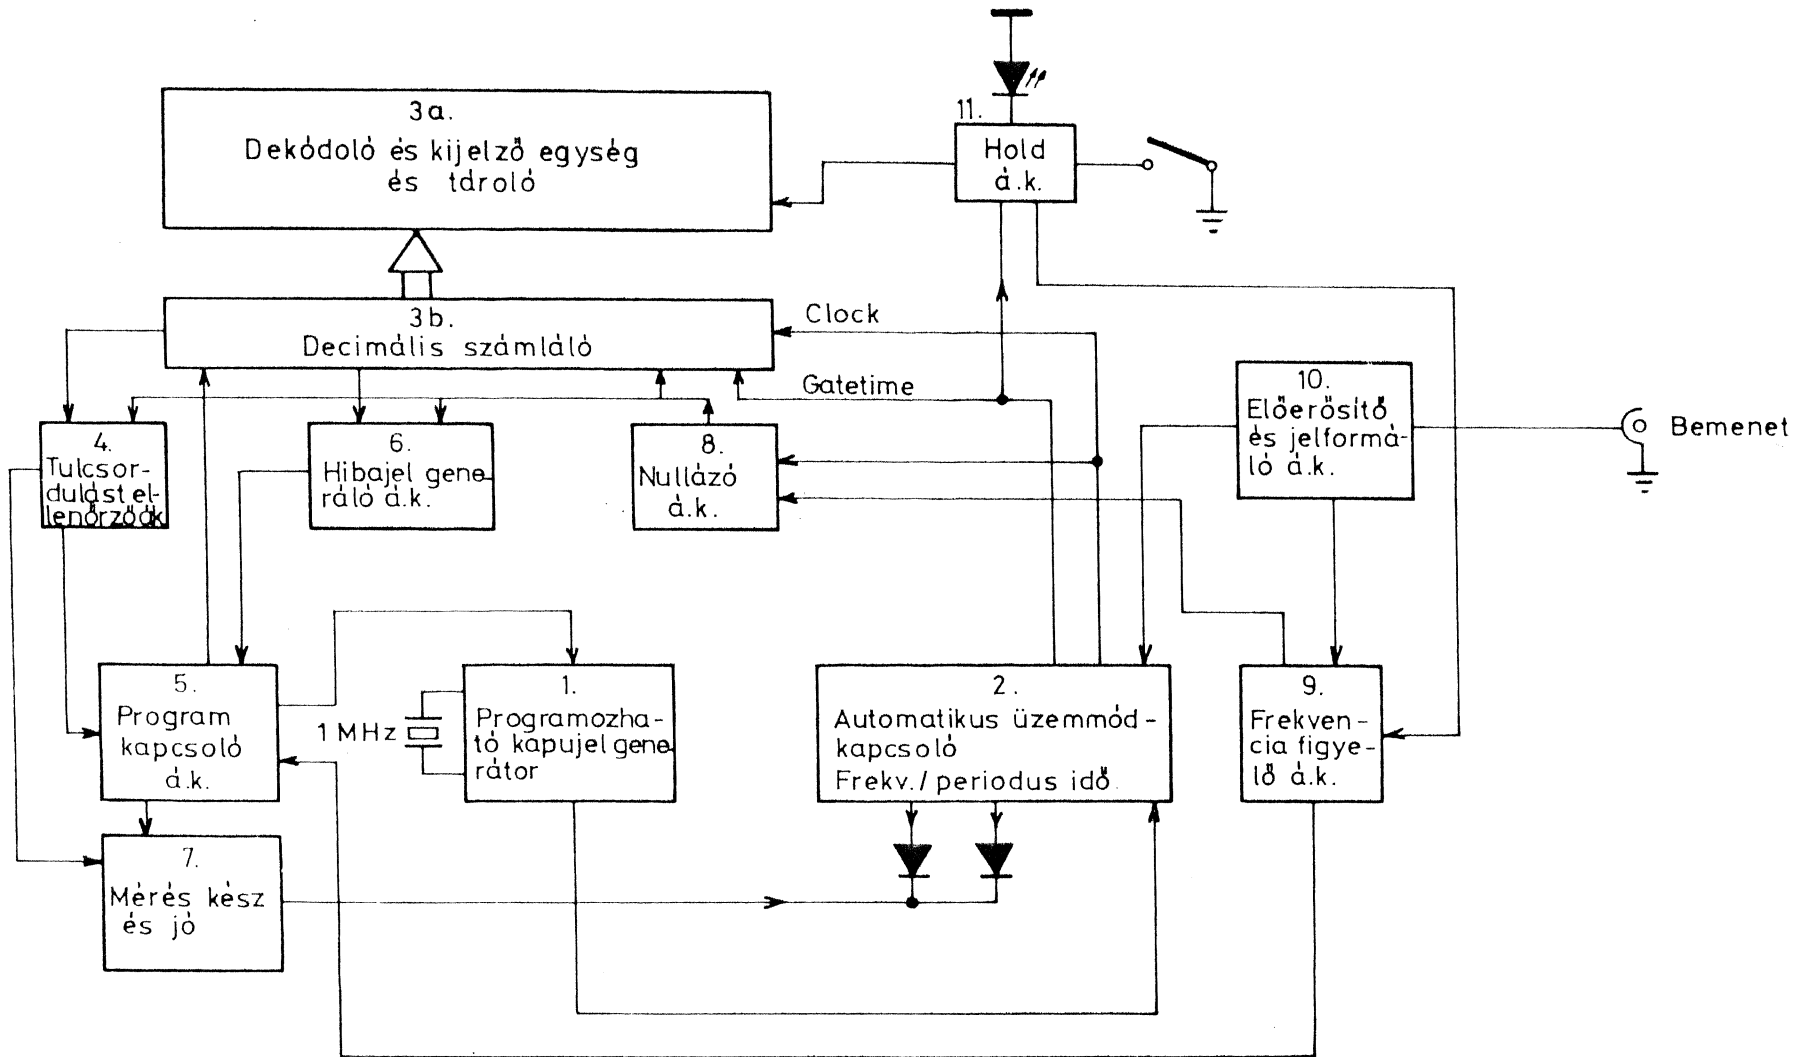 3a.
Dekódoló és kijelző egység
és tároló
11.
Hold
á.k.
3b.
Decimális számláló
Clock
Gatetime
4.
Tulcsor-
dulást el-
lenőrző ák
6.
Hibajel gene-
ráló á.k.
8.
Nullázó
á.k.
10.
Előerősítő
és jelformá-
ló á.k.
Bemenet
5.
Program
kapcsoló
á.k.
1 MHz
1.
Programozha-
tó kapujel gene-
rátor
2.
Automatikus üzemmód-
kapcsoló
Frekv./periodus idő
9.
Frekven-
cia figye-
lő á.k.
7.
Mérés kész
és jó